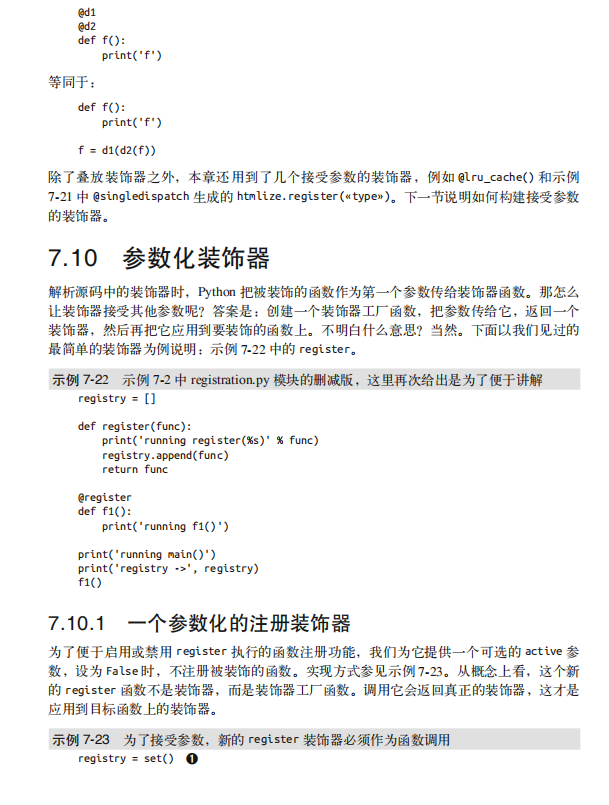 @d1
@d2
def f():
    print('f')
等同于：
def f():
    print('f')
f = d1(d2(f))
除了叠放装饰器之外，本章还用到了几个接受参数的装饰器，例如 @lru_cache() 和示例
7-21 中 @singledispatch 生成的 htmlize.register(«type»)。下一节说明如何构建接受参数
的装饰器。
7.10 参数化装饰器
解析源码中的装饰器时，Python 把被装饰的函数作为第一个参数传给装饰器函数。那怎么
让装饰器接受其他参数呢？答案是：创建一个装饰器工厂函数，把参数传给它，返回一个
装饰器，然后再把它应用到要装饰的函数上。不明白什么意思？当然。下面以我们见过的
最简单的装饰器为例说明：示例 7-22 中的 register。
示例 7-22 示例 7-2 中 registration.py 模块的删减版，这里再次给出是为了便于讲解
registry = []
def register(func):
    print('running register(%s)' % func)
    registry.append(func)
    return func
@register
def f1():
    print('running f1()')
print('running main()')
print('registry ->', registry)
f1()
7.10.1 一个参数化的注册装饰器
为了便于启用或禁用 register 执行的函数注册功能，我们为它提供一个可选的 active 参
数，设为 False 时，不注册被装饰的函数。实现方式参见示例 7-23。从概念上看，这个新
的 register 函数不是装饰器，而是装饰器工厂函数。调用它会返回真正的装饰器，这才是
应用到目标函数上的装饰器。
示例 7-23 为了接受参数，新的 register 装饰器必须作为函数调用
registry = set() ❶